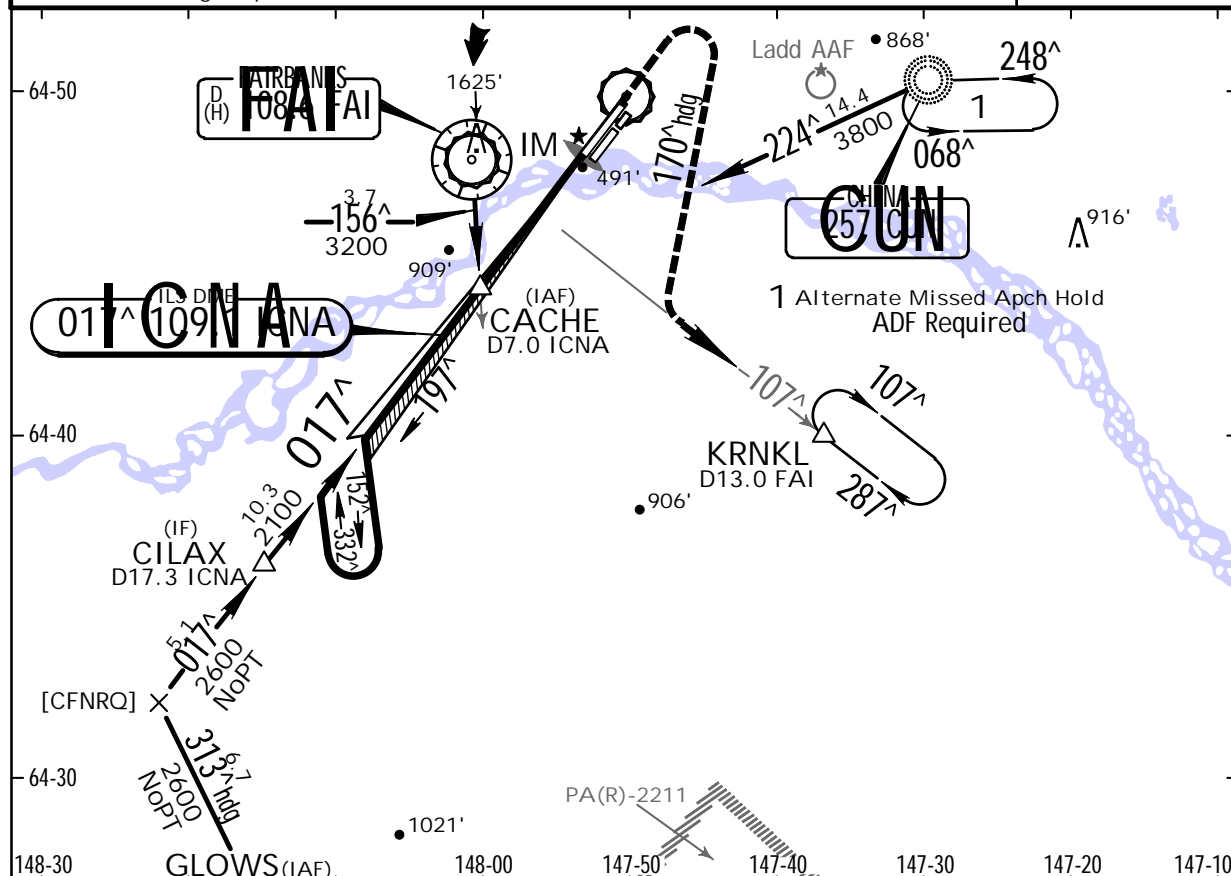 Ladd AAF
868'
248^
64-50
FAIRBANKS
D
(H)
108.2 FAI
FAI
1625'
IM
491'
170^hdg
224^
14.4
3800
1
068^
CHENA
257 CUN
CUN
916'
3.7
156^
3200
909'
ILS DME
017^ 109.1 ICNA
ICNA
(IAF)
CACHE
D7.0 ICNA
1 Alternate Missed Apch Hold
ADF Required
197^
017^
64-40
107^
107^
KRNKL
D13.0 FAI
287^
152^
332^
10.3
2100
(IF)
CILAX
D17.3 ICNA
906'
5.1
017^
2600
NoPT
[CFNRQ]
313^hdg
6.7
2600
NoPT
64-30
PA(R)-2211
1021'
GLOWS(IAF)
148-30
148-00
147-50
147-40
147-30
147-20
147-10